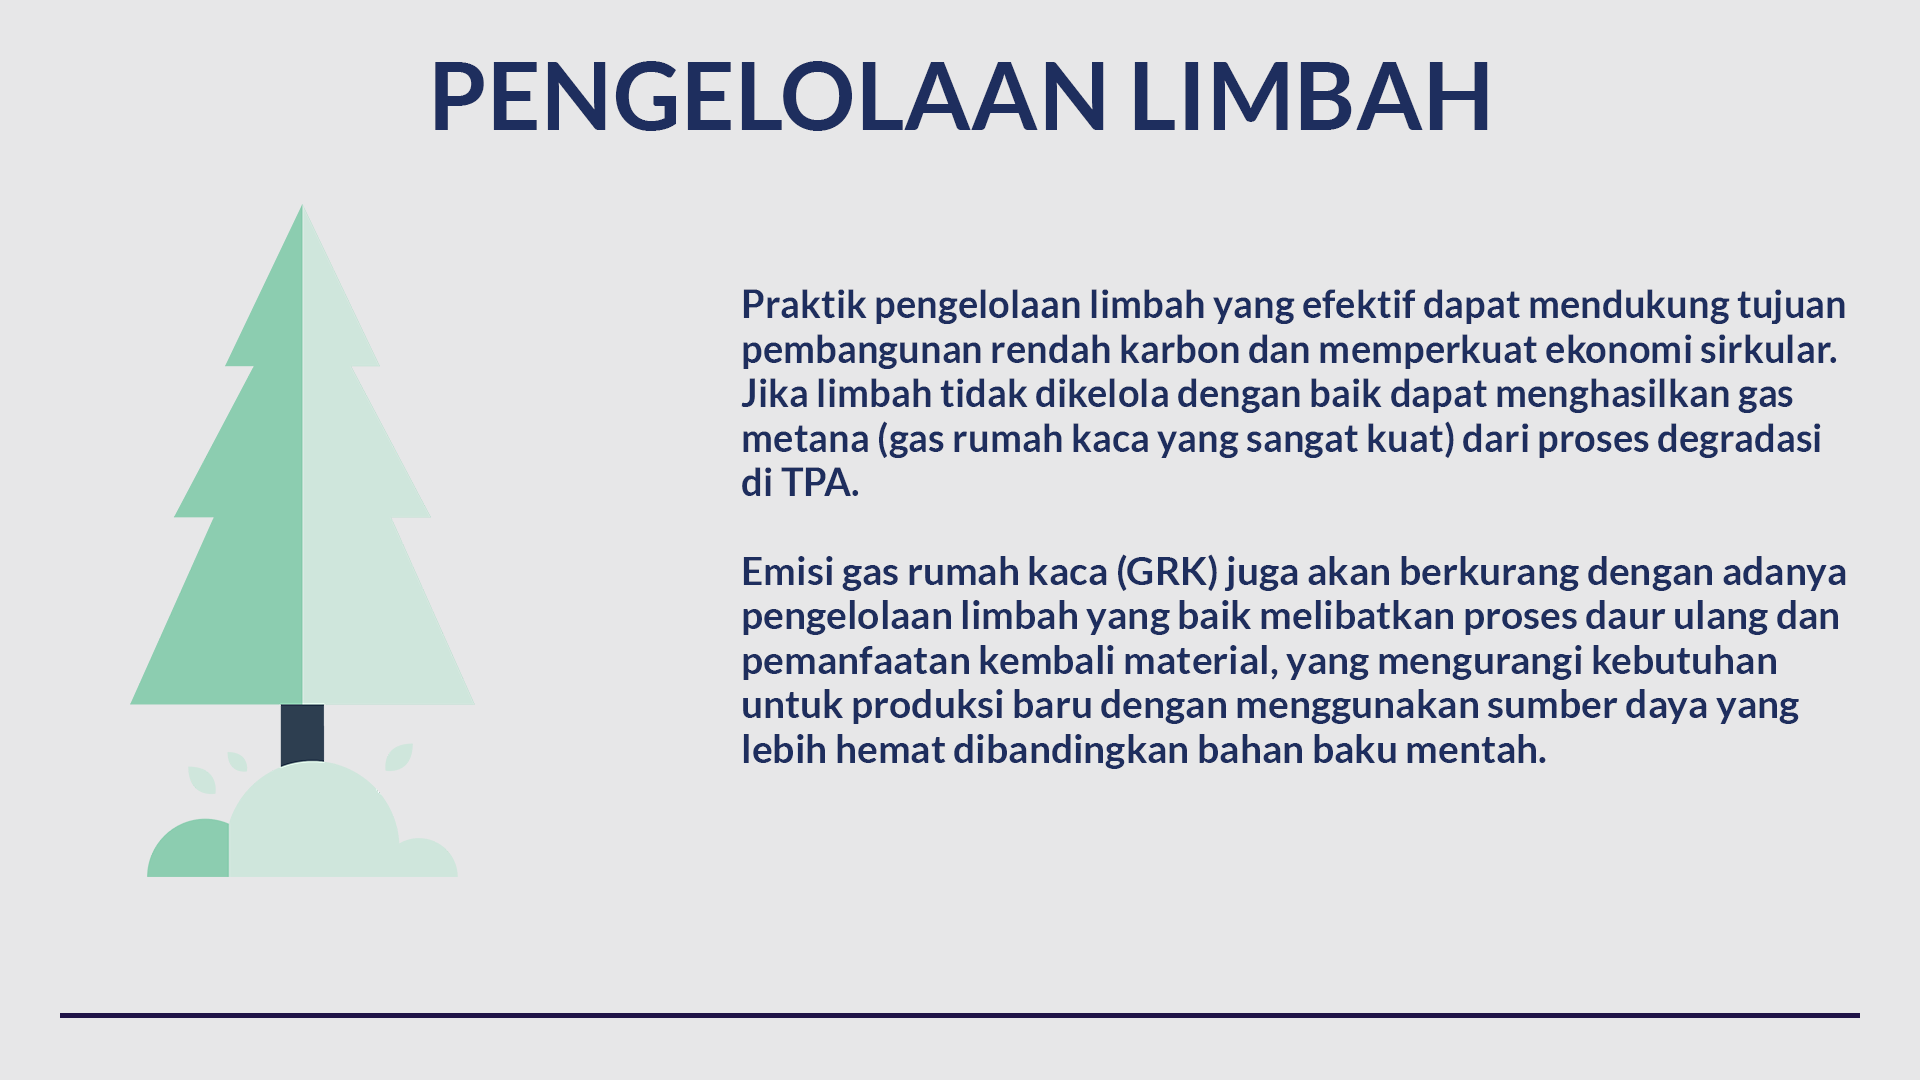 PENGELOLAAN LIMBAH
Praktik pengelolaan limbah yang efektif dapat mendukung tujuan
pembangunan rendah karbon dan memperkuat ekonomi sirkular.
Jika limbah tidak dikelola dengan baik dapat menghasilkan gas
metana (gas rumah kaca yang sangat kuat) dari proses degradasi
di TPA.
Emisi gas rumah kaca (GRK) juga akan berkurang dengan adanya
pengelolaan limbah yang baik melibatkan proses daur ulang dan
pemanfaatan kembali material, yang mengurangi kebutuhan
untuk produksi baru dengan menggunakan sumber daya yang
lebih hemat dibandingkan bahan baku mentah.